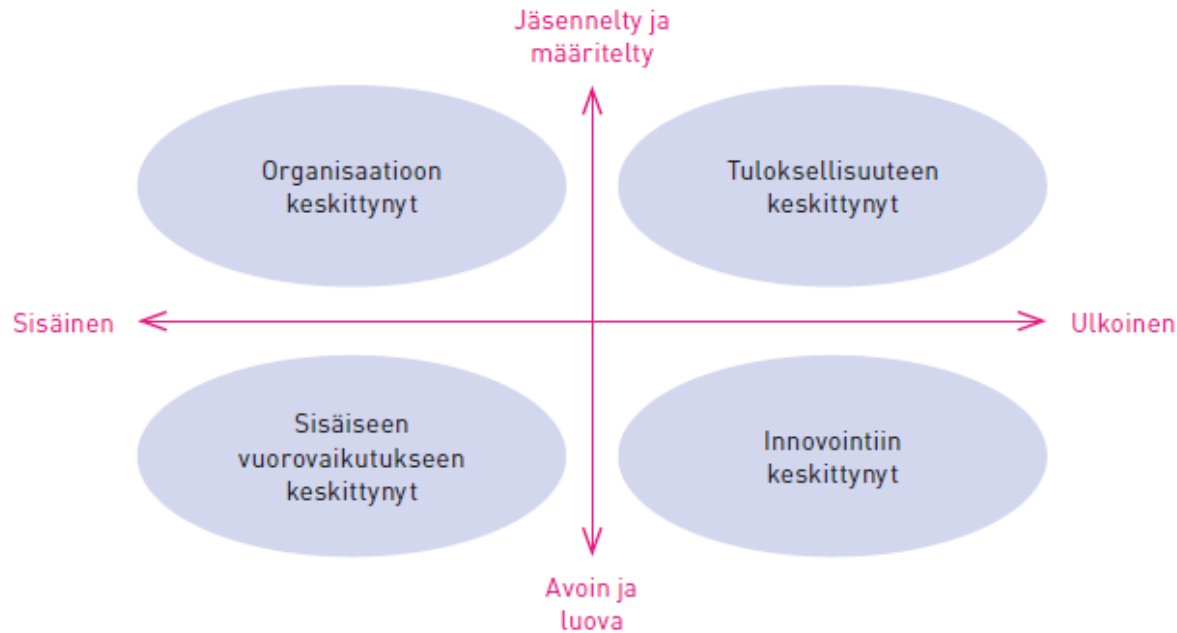 Jäsennelty ja
määritelty
Organisaatioon
keskittynyt
Tuloksellisuuteen
keskittynyt
Sisäinen
Ulkoinen
Sisäiseen
vuorovaikutukseen
keskittynyt
Innovointiin
keskittynyt
Avoin ja
luova